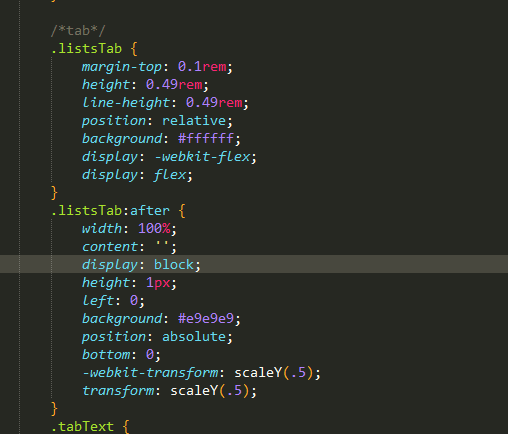 /*tab*/
.listsTab {
margin-top: 0.1rem;
height: 0.49rem;
line-height: 0.49rem;
position: relative;
background: #ffffff;
display: -webkit-flex;
display: flex;
}
.listsTab:after {
width: 100%;
content: '';
display: block;
height: 1px;
left: 0;
background: #e9e9e9;
position: absolute;
bottom: 0;
-webkit-transform: scaleY(.5);
transform: scaleY(.5);
}
.tabText {